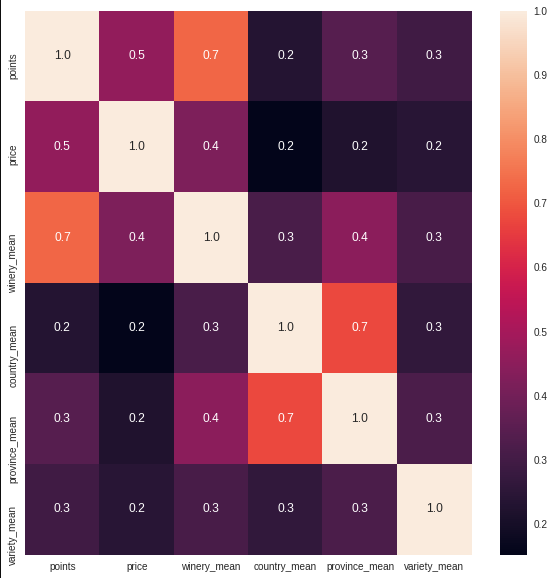 points 1.0 0.5 0.7 0.2 0.3 0.3
price 0.5 1.0 0.4 0.2 0.2 0.2
winery_mean 0.7 0.4 1.0 0.3 0.4 0.3
country_mean 0.2 0.2 0.3 1.0 0.7 0.3
province_mean 0.3 0.2 0.4 0.7 1.0 0.3
variety_mean 0.3 0.2 0.3 0.3 0.3 1.0
points price winery_mean country_mean province_mean variety_mean
1.0
0.9
0.8
0.7
0.6
0.5
0.4
0.3
0.2